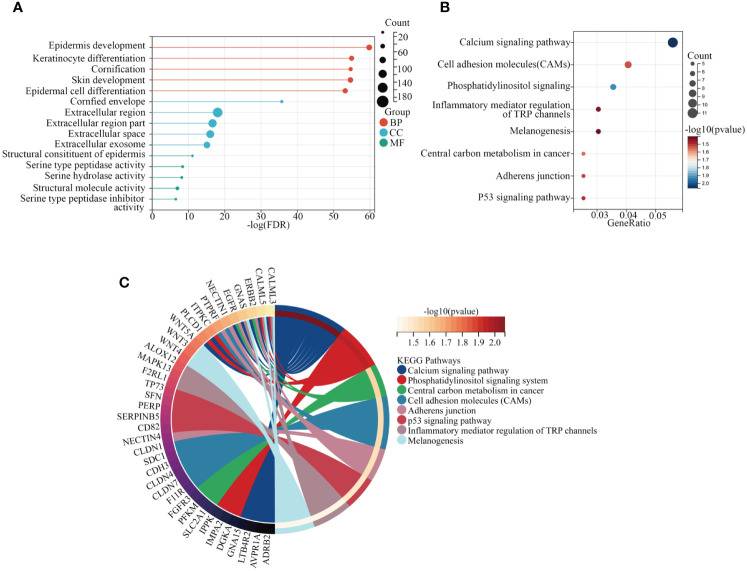 A
Epidermis development
Keratinocyte differentiation
Cornification
Skin development
Epidermal cell differentiation
Cornfied envelope
Extracellular region
Extracellular region part
Extracellular space
Extracellular exosome
Structural consitituent of epidermis
Serine type peptidase activity
Serine hydrolase activity
Structural molecule activity
Serine type peptidase inhibitor
activity
0 10 20 30 40 50 60
-log(FDR)
Count
20
60
100
140
180
Group
BP
CC
MF
B
Calcium signaling pathway
Cell adhesion molecules(CAMs)
Phosphatidylinositol signaling
Inflammatory mediator regulation
of TRP channels
Melanogenesis
Central carbon metabolism in cancer
Adherens junction
P53 signaling pathway
0.03 0.04 0.05
GeneRatio
Count
5
6
7
8
9
10
11
-log10(pvalue)
1.5
1.6
1.7
1.8
1.9
2.0
C
CALML3
CALML5
ERBB2
GNAS
EGFR
NECTIN1
PTPRF
ITPKC
PLCD1
WNT5A
WNT3
WNT4
ALOX12
MAPK13
F2RL1
TP73
SFN
PERP
SERPINB5
CD82
NECTIN4
CLDN1
SDC1
CDH3
CLDN4
CLDN7
F11R
FGFR3
PFKM
SLC2A1
IPPK
IMPA2
DGKA
GNA15
LTB4R2
AVPR1A
ADRB2
-log10(pvalue)
1.5 1.6 1.7 1.8 1.9 2.0
KEGG Pathways
Calcium signaling pathway
Phosphatidylinositol signaling system
Central carbon metabolism in cancer
Cell adhesion molecules (CAMs)
Adherens junction
p53 signaling pathway
Inflammatory mediator regulation of TRP channels
Melanogenesis